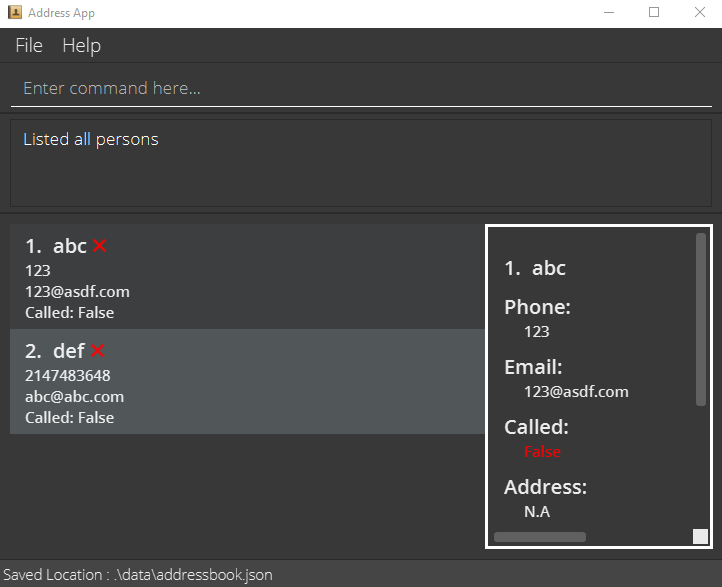 Address App
File Help
Enter command here...
Listed all persons
1. abc
123
123@asdf.com
Called: False
2. def
2147483648
abc@abc.com
Called: False
1. abc
Phone:
123
Email:
123@asdf.com
Called:
False
Address:
N.A
Saved Location : .\data\addressbook.json